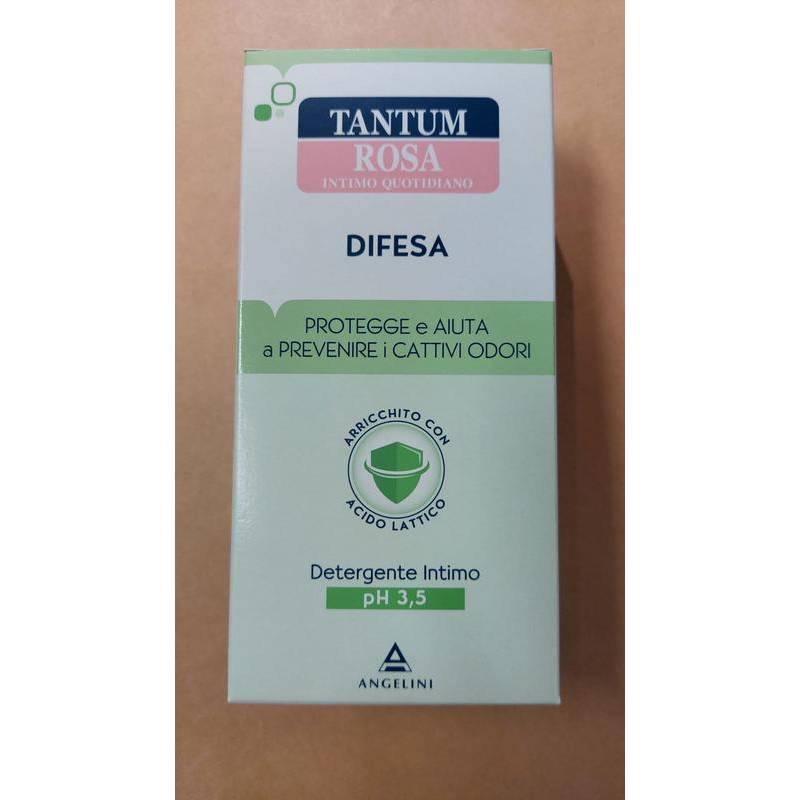 TANTUM
ROSA
INTIMO QUOTIDIANO
DIFESA
PROTEGGE e AIUTA
a PREVENIRE i CATTIVI ODORI
ARRICCHITO CON
ACIDO LATTICO
Detergente Intimo
pH 3,5
ANGELINI